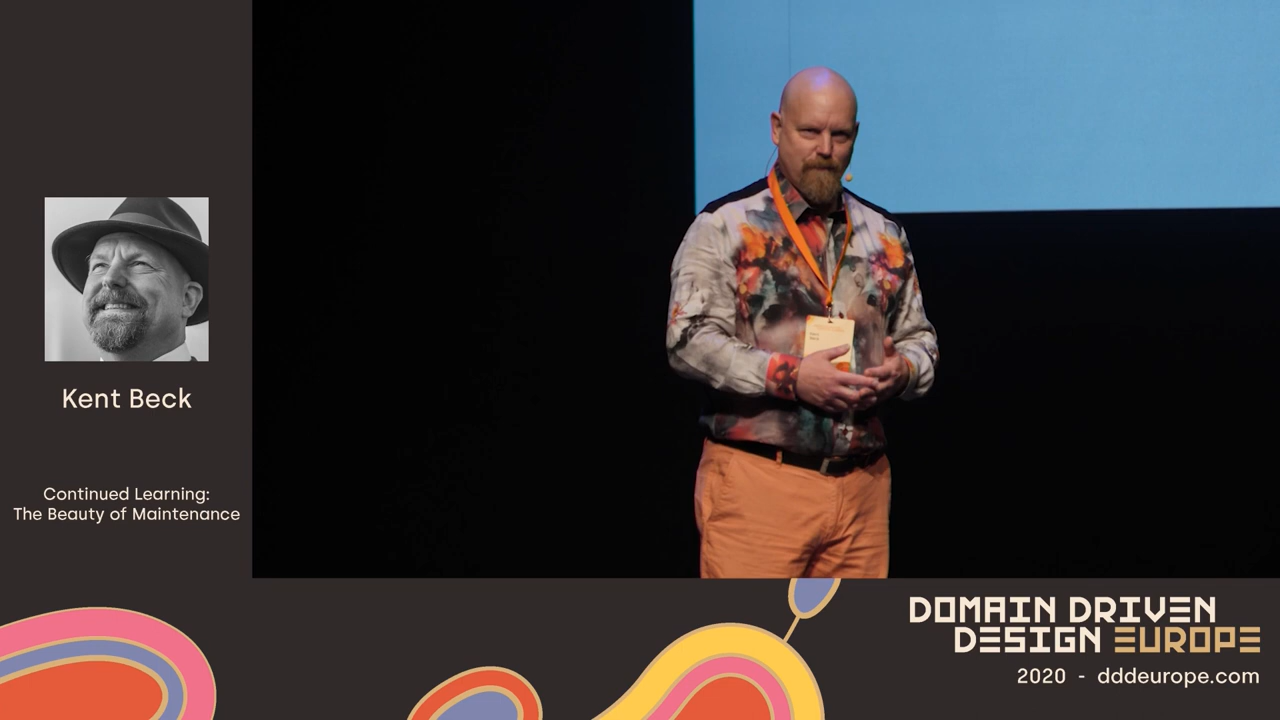 Kent Beck
Continued Learning:
The Beauty of Maintenance
DOMAIN DRIVEN
DESIGN EUROPE
2020 - dddeurope.com